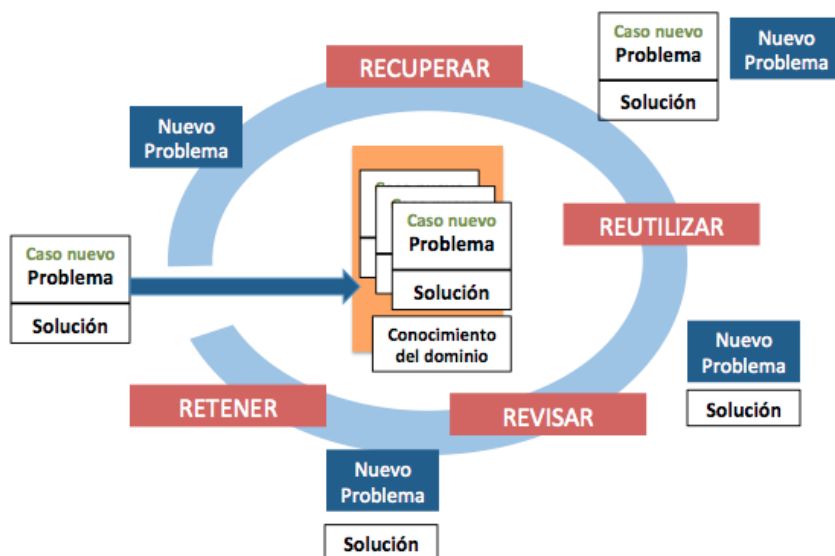 Caso nuevo
Problema
Solución
Nuevo
Problema
RECUPERAR
Nuevo
Problema
Caso nuevo
Problema
Solución
Conocimiento
del dominio
REUTILIZAR
Caso nuevo
Problema
Solución
Nuevo
Problema
Solución
RETENER
REVISAR
Nuevo
Problema
Solución